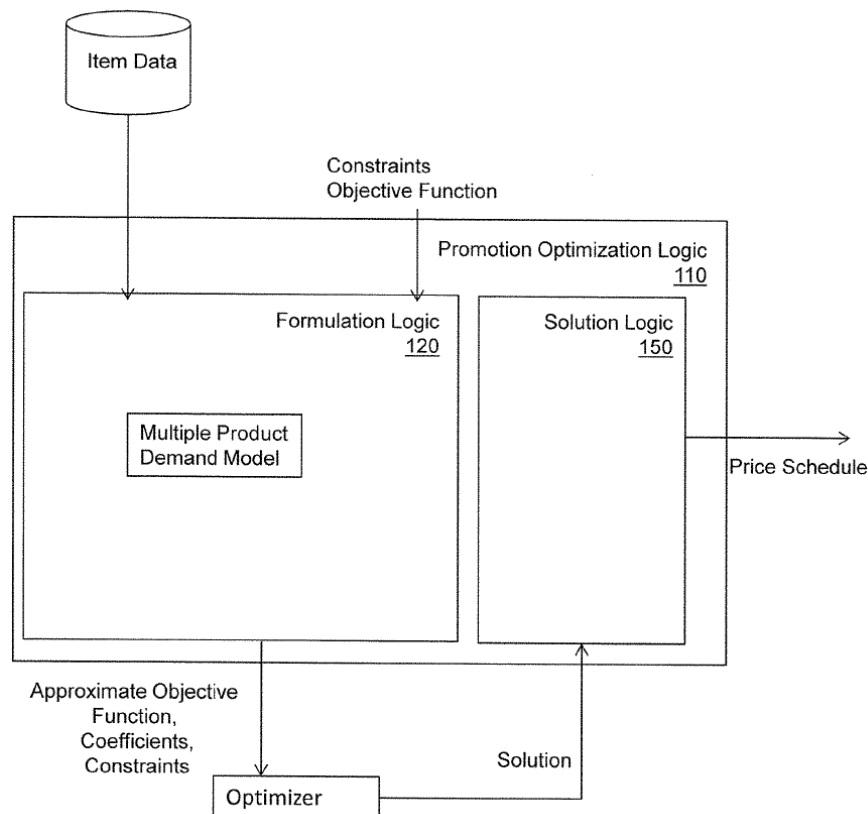 Item Data
Constraints
Objective Function
Promotion Optimization Logic
110
Formulation Logic
120
Solution Logic
150
Multiple Product
Demand Model
Price Schedule
Approximate Objective
Function,
Coefficients,
Constraints
Solution
Optimizer